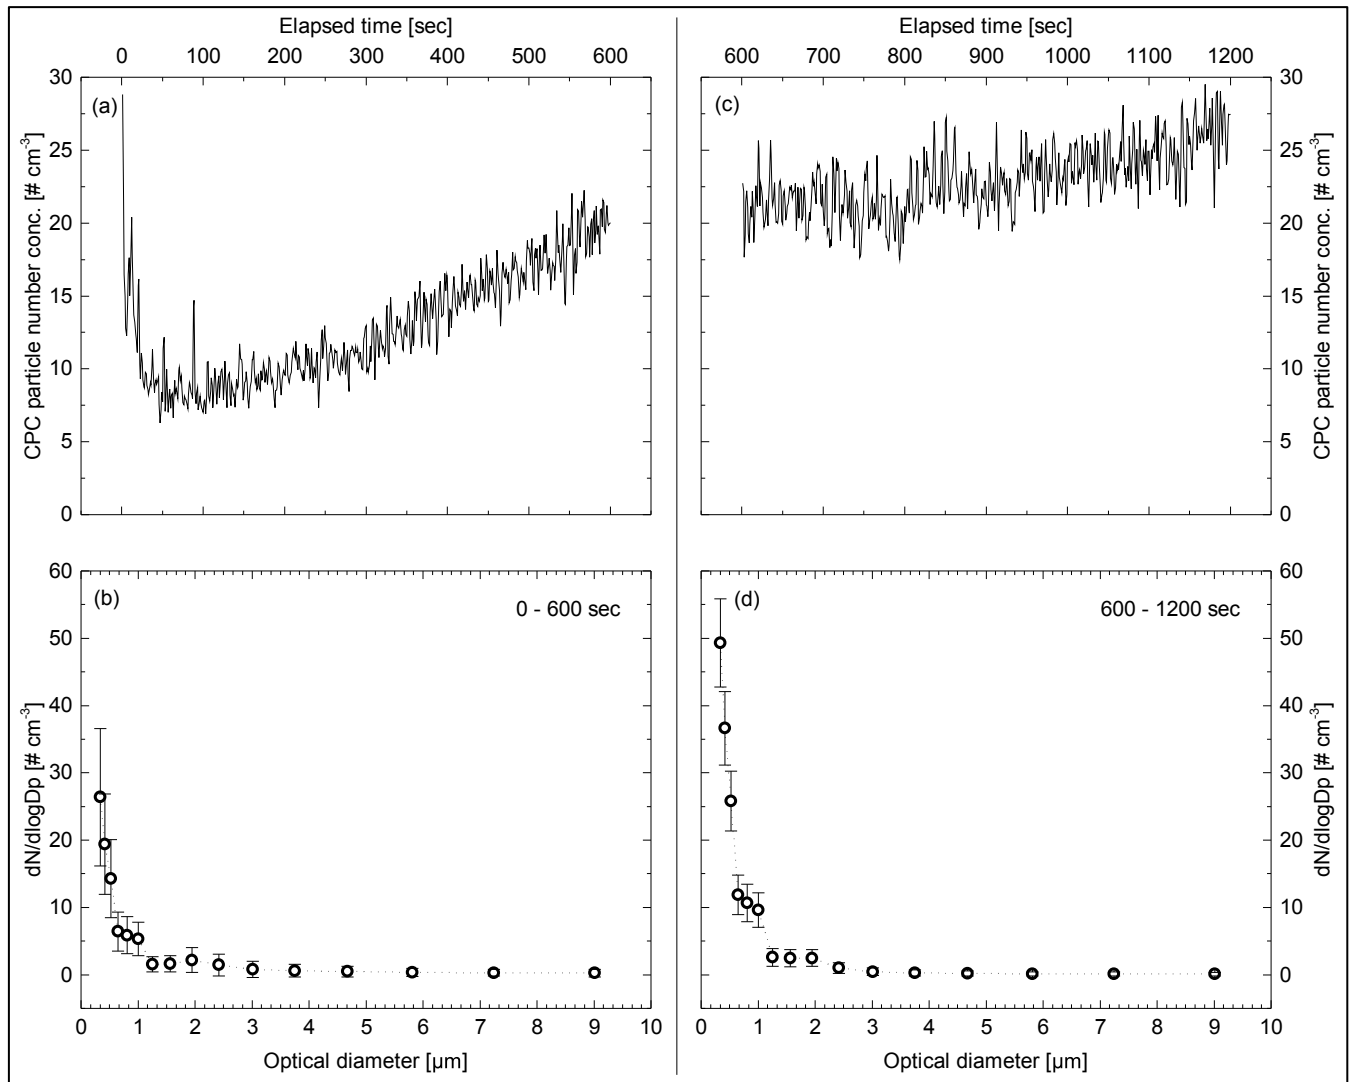 Elapsed time [sec]
0 100 200 300 400 500 600
30
25
20
15
10
5
0
CPC particle number conc. [# cm-3]
(a)
Elapsed time [sec]
600 700 800 900 1000 1100 1200
30
25
20
15
10
5
0
CPC particle number conc. [# cm-3]
(c)
60
50
40
30
20
10
0
dN/dlogDp [# cm-3]
(b)
0 - 600 sec
0 1 2 3 4 5 6 7 8 9 10
Optical diameter [µm]
60
50
40
30
20
10
0
dN/dlogDp [# cm-3]
(d)
600 - 1200 sec
0 1 2 3 4 5 6 7 8 9 10
Optical diameter [µm]